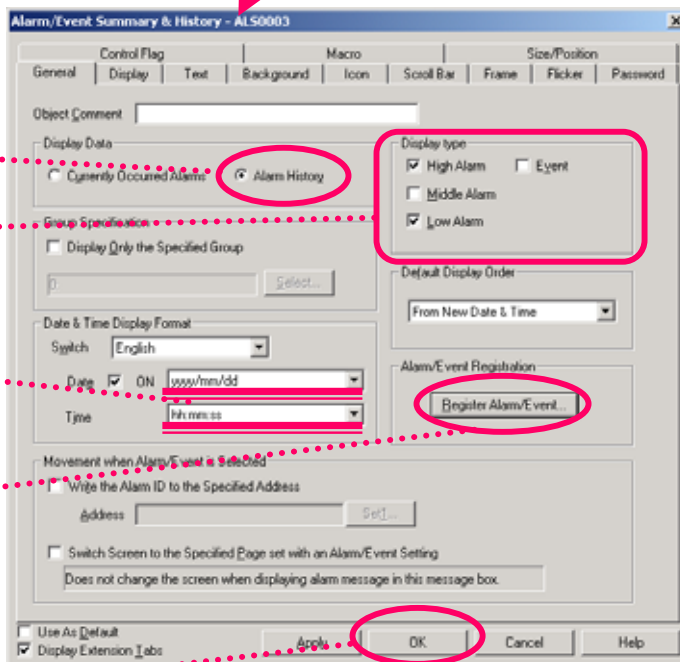 Alarm/Event Summary & History - ALS0003
Control Flag Macro Size/Position
General Display Text Background Icon Scroll Bar Frame Flicker Password
Object Comment
Display Data
Currently Occurred Alarms Alarm History
Display type
High Alarm Event
Middle Alarm
Low Alarm
Group Specification
Display Only the Specified Group
0 Select...
Default Display Order
From New Date & Time
Date & Time Display Format
Switch English
Date ON yyyy/mm/dd
Time hh:mm:ss
Alarm/Event Registration
Register Alarm/Event...
Movement when Alarm/Event is Selected
Write the Alarm ID to the Specified Address
Address Set1...
Switch Screen to the Specified Page set with an Alarm/Event Setting
Does not change the screen when displaying alarm message in this message box.
Use As Default
Display Extension Tabs
Apply OK Cancel Help